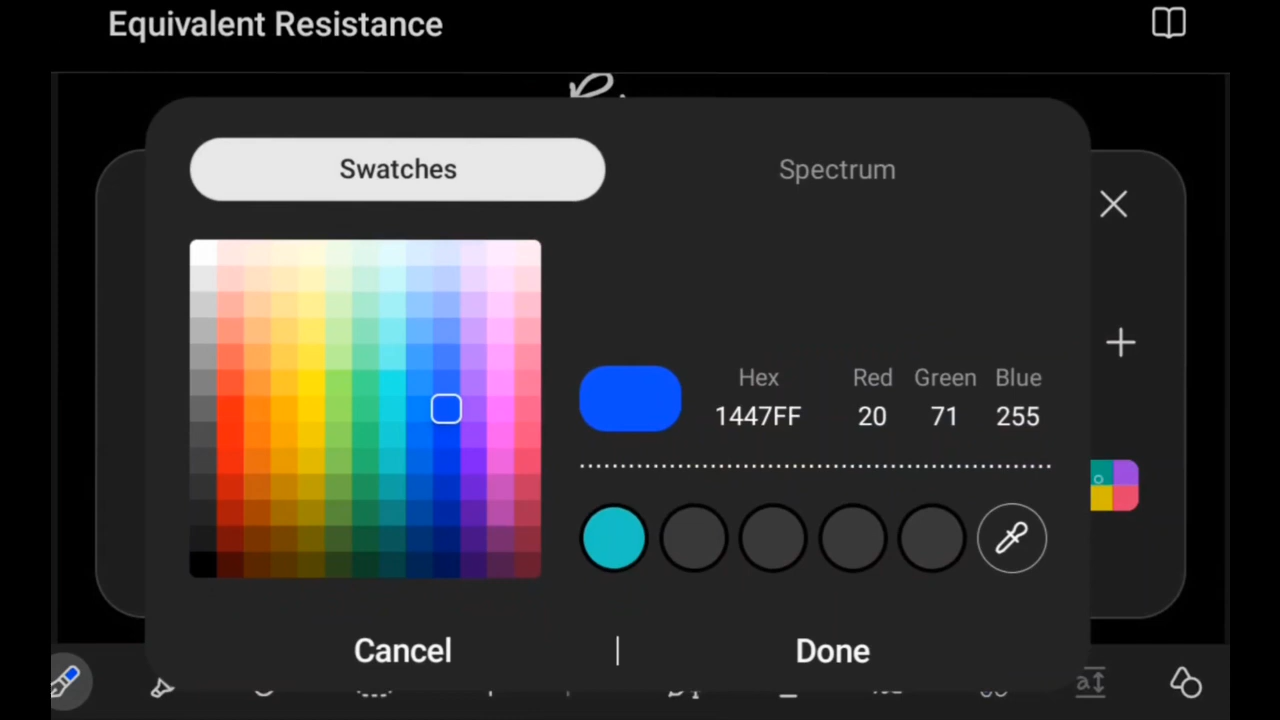 Equivalent Resistance
Swatches Spectrum
Hex Red Green Blue
1447FF 20 71 255
Cancel | Done
a